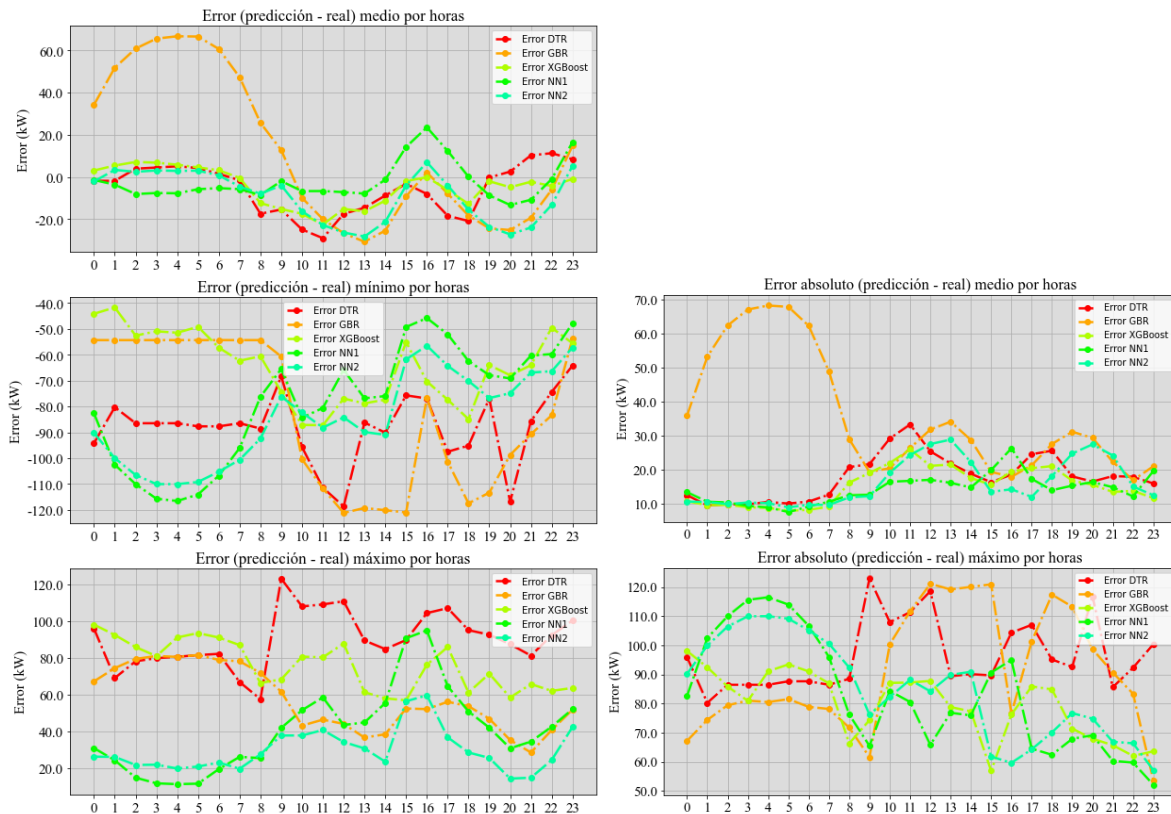 Error (predicción - real) medio por horas
Error (kW)
60.0
40.0
20.0
0.0
-20.0
Error DTR
Error GBR
Error XGBoost
Error NN1
Error NN2
0 1 2 3 4 5 6 7 8 9 10 11 12 13 14 15 16 17 18 19 20 21 22 23
Error (predicción - real) mínimo por horas
Error (kW)
-40.0
-50.0
-60.0
-70.0
-80.0
-90.0
-100.0
-110.0
-120.0
Error DTR
Error GBR
Error XGBoost
Error NN1
Error NN2
0 1 2 3 4 5 6 7 8 9 10 11 12 13 14 15 16 17 18 19 20 21 22 23
Error absoluto (predicción - real) medio por horas
Error (kW)
70.0
60.0
50.0
40.0
30.0
20.0
10.0
Error DTR
Error GBR
Error XGBoost
Error NN1
Error NN2
0 1 2 3 4 5 6 7 8 9 10 11 12 13 14 15 16 17 18 19 20 21 22 23
Error (predicción - real) máximo por horas
Error (kW)
120.0
100.0
80.0
60.0
40.0
20.0
Error DTR
Error GBR
Error XGBoost
Error NN1
Error NN2
0 1 2 3 4 5 6 7 8 9 10 11 12 13 14 15 16 17 18 19 20 21 22 23
Error absoluto (predicción - real) máximo por horas
Error (kW)
120.0
110.0
100.0
90.0
80.0
70.0
60.0
50.0
Error DTR
Error GBR
Error XGBoost
Error NN1
Error NN2
0 1 2 3 4 5 6 7 8 9 10 11 12 13 14 15 16 17 18 19 20 21 22 23